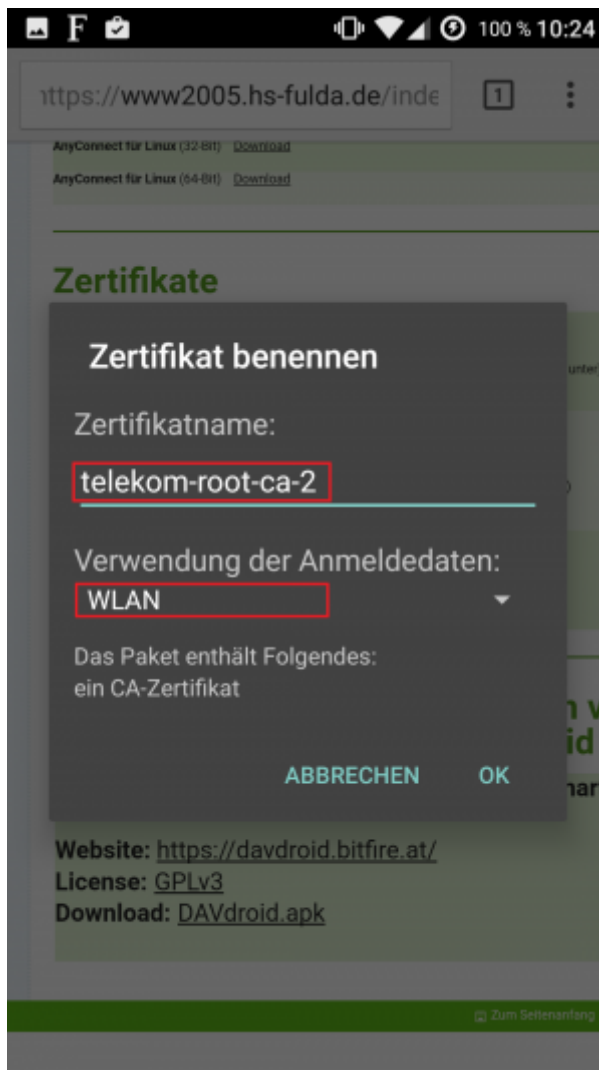 F 100 % 10:24
https://www2005.hs-fulda.de/inde 1
AnyConnect für Linux (32-Bit) Download
AnyConnect für Linux (64-Bit) Download
Zertifikate
unter
Zertifikat benennen
Zertifikatname:
telekom-root-ca-2
Verwendung der Anmeldedaten:
WLAN
Das Paket enthält Folgendes:
ein CA-Zertifikat
ABBRECHEN OK
Website: https://davdroid.bitfire.at/
License: GPLv3
Download: DAVdroid.apk
Zum Seitenanfang